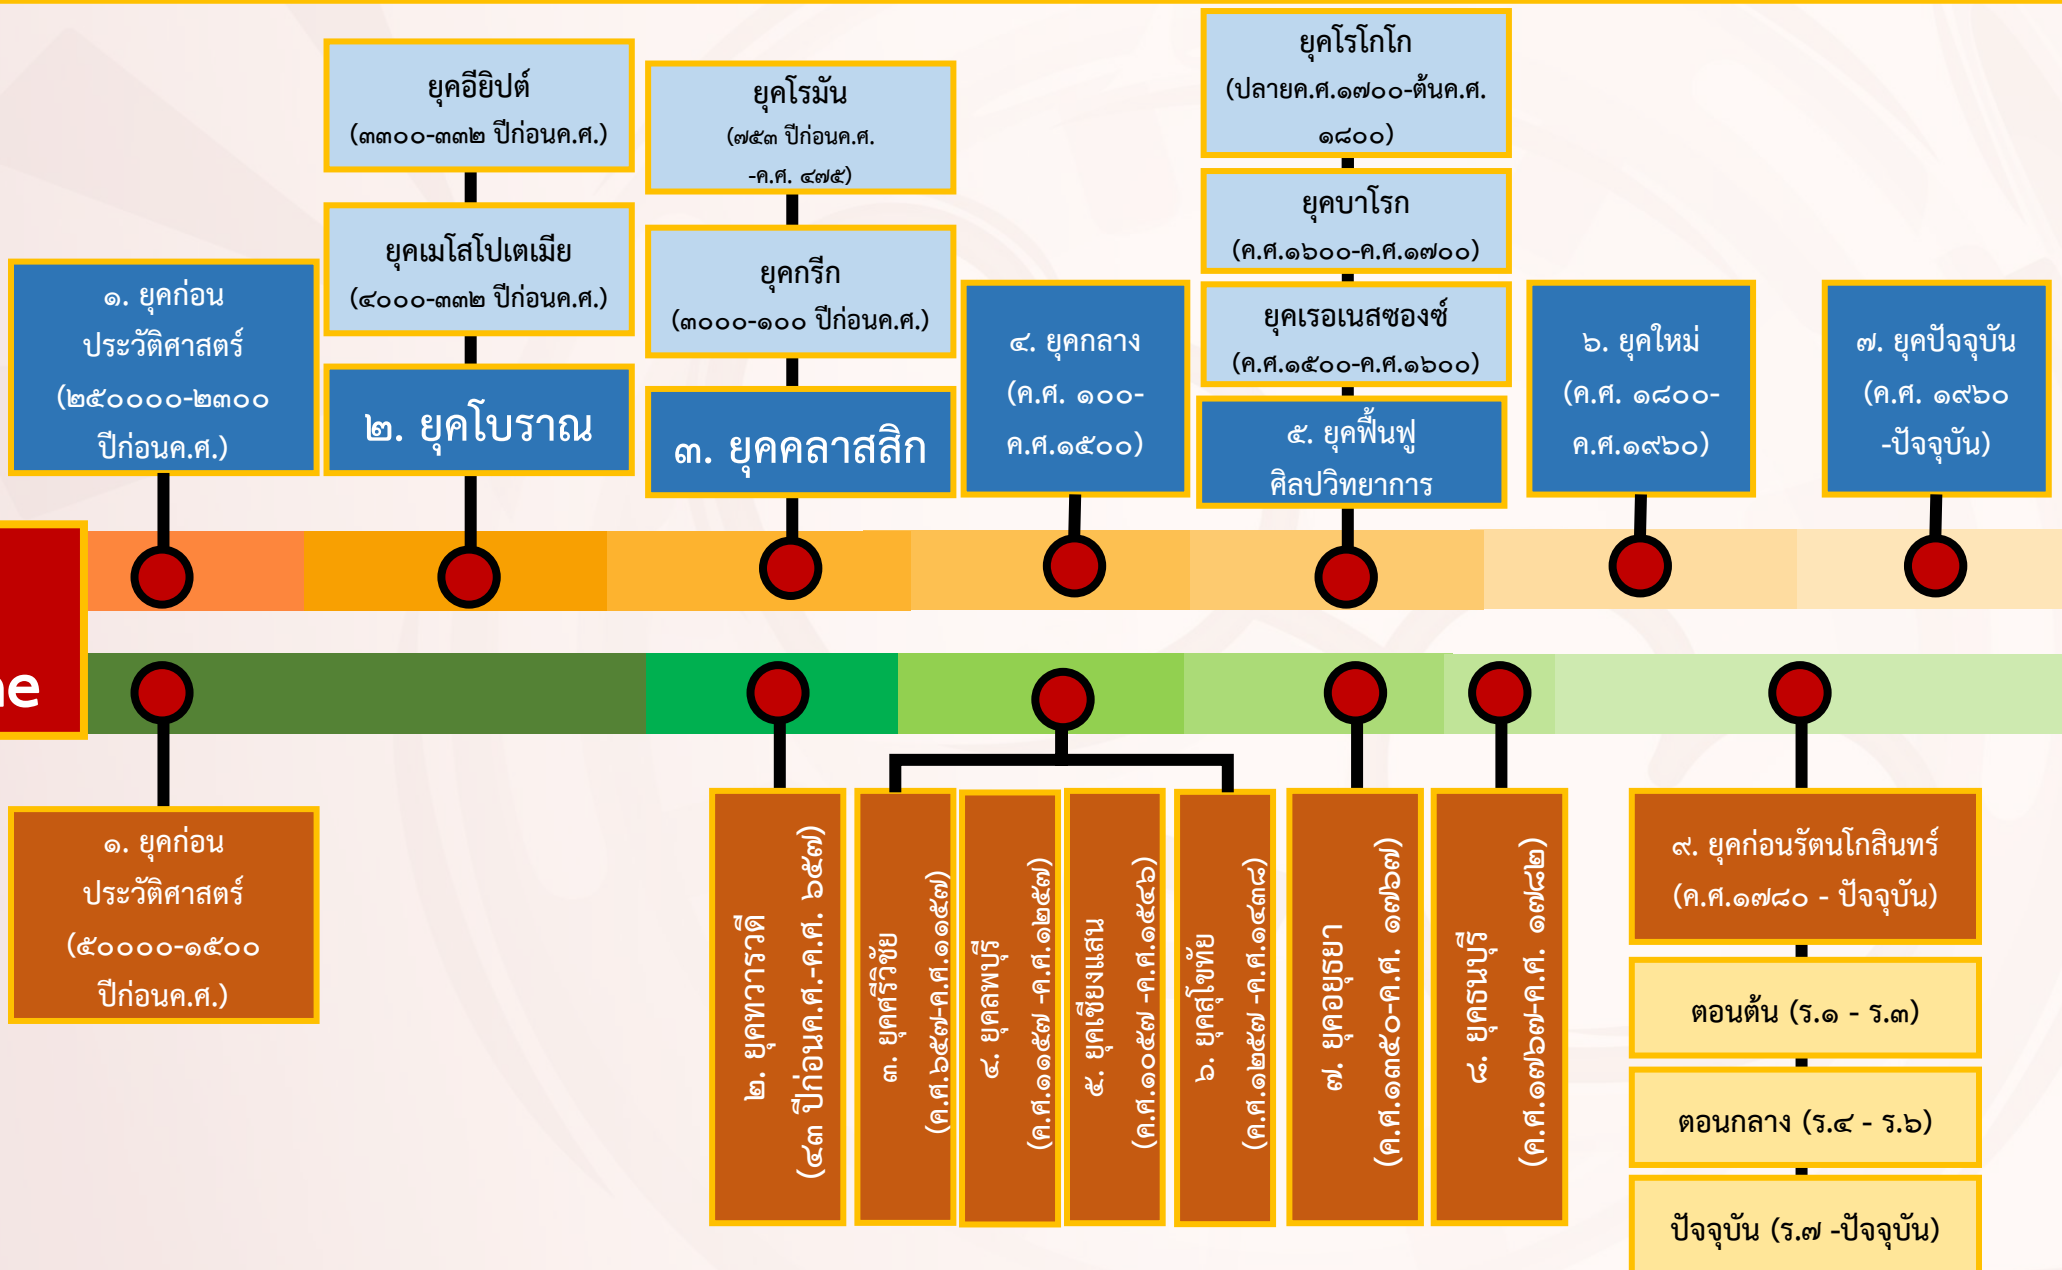 ยุคอียิปต์
(๓๓๐๐-๓๓๒ ปีก่อนค.ศ.)
ยุคเมโสโปเตเมีย
(๔๐๐๐-๓๓๒ ปีก่อนค.ศ.)
๒. ยุคโบราณ
ยุคโรมัน
(๗๕๓ ปีก่อนค.ศ.
-ค.ศ. ๔๗๕)
ยุคกรีก
(๓๐๐๐-๑๐๐ ปีก่อนค.ศ.)
๓. ยุคคลาสสิก
ยุคโรโกโก
(ปลายค.ศ.๑๗๐๐-ต้นค.ศ.
๑๘๐๐)
ยุคบาโรก
(ค.ศ.๑๖๐๐-ค.ศ.๑๗๐๐)
ยุคเรอเนสซองซ์
(ค.ศ.๑๕๐๐-ค.ศ.๑๖๐๐)
๕. ยุคฟื้นฟู
ศิลปวิทยาการ
๑. ยุคก่อน
ประวัติศาสตร์
(๒๕๐๐๐๐-๒๓๐๐
ปีก่อนค.ศ.)
๔. ยุคกลาง
(ค.ศ. ๑๐๐-
ค.ศ.๑๕๐๐)
๖. ยุคใหม่
(ค.ศ. ๑๘๐๐-
ค.ศ.๑๙๖๐)
๗. ยุคปัจจุบัน
(ค.ศ. ๑๙๖๐
-ปัจจุบัน)
ne
๑. ยุคก่อน
ประวัติศาสตร์
(๕๐๐๐๐-๑๕๐๐
ปีก่อนค.ศ.)
๒. ยุคทวารวดี
(๔๓ ปีก่อนค.ศ.-ค.ศ. ๖๕๗)
๓. ยุคศรีวิชัย
(ค.ศ.๖๕๗-ค.ศ.๑๑๕๗)
๔. ยุคลพบุรี
(ค.ศ.๑๑๕๗ -ค.ศ.๑๒๕๗)
๕. ยุคเชียงแสน
(ค.ศ.๑๐๕๗ -ค.ศ.๑๕๔๖)
๖. ยุคสุโขทัย
(ค.ศ.๑๒๕๗ -ค.ศ.๑๔๓๘)
๗. ยุคอยุธยา
(ค.ศ.๑๓๕๐-ค.ศ. ๑๗๖๗)
๘. ยุคธนบุรี
(ค.ศ.๑๗๖๗-ค.ศ. ๑๗๘๒)
๙. ยุคก่อนรัตนโกสินทร์
(ค.ศ.๑๗๘๐ - ปัจจุบัน)
ตอนต้น (ร.๑ - ร.๓)
ตอนกลาง (ร.๔ - ร.๖)
ปัจจุบัน (ร.๗ -ปัจจุบัน)